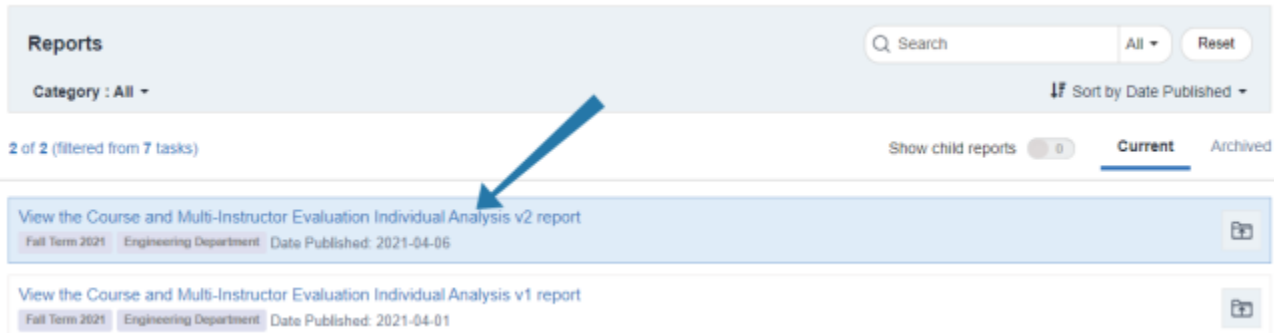 Reports
Search All Reset
Category : All
Sort by Date Published
2 of 2 (filtered from 7 tasks)
Show child reports 0 Current Archived
View the Course and Multi-Instructor Evaluation Individual Analysis v2 report
Fall Term 2021 Engineering Department Date Published: 2021-04-06
View the Course and Multi-Instructor Evaluation Individual Analysis v1 report
Fall Term 2021 Engineering Department Date Published: 2021-04-01